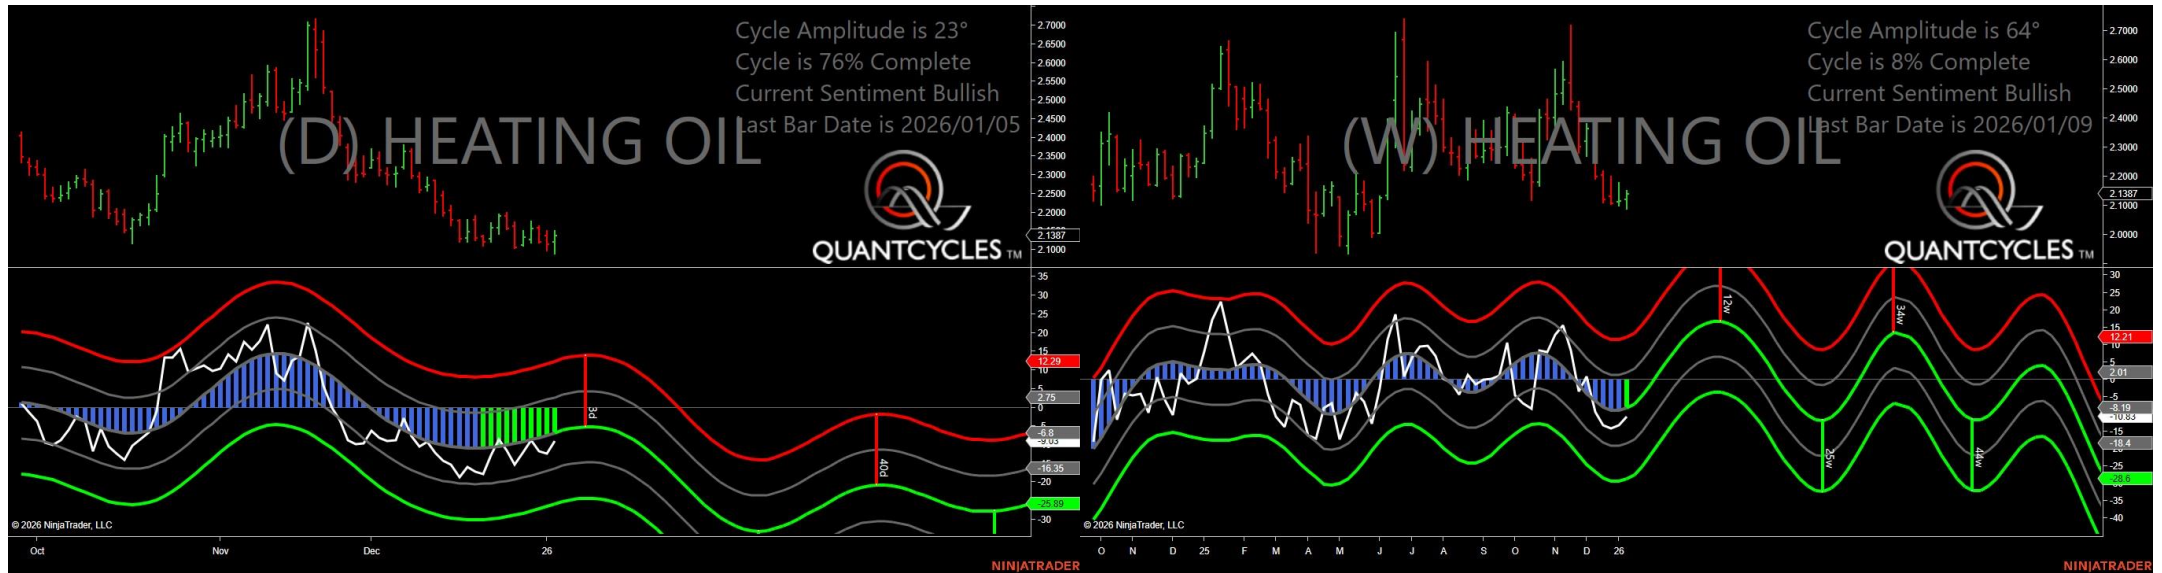 Cycle Amplitude is 23°
Cycle is 76% Complete
Current Sentiment Bullish
Last Bar Date is 2026/01/05
(D) HEATING OIL
QUANTCYCLES TM
2.7000
2.6500
2.6000
2.5500
2.5000
2.4500
2.4000
2.3500
2.3000
2.2500
2.2000
2.1387
2.1000
35
30
25
20
15
12.29
10
5
2.75
0
-6.8
-9.03
-16.35
-20
-25.89
-30
3d
40d
© 2026 NinjaTrader, LLC
Oct Nov Dec 26
NINJATRADER
Cycle Amplitude is 64°
Cycle is 8% Complete
Current Sentiment Bullish
Last Bar Date is 2026/01/09
(W) HEATING OIL
QUANTCYCLES TM
2.7000
2.6000
2.5000
2.4000
2.3000
2.2000
2.1387
2.1000
2.0000
30
25
20
15
12.21
10
5
2.01
0
-5
-8.19
-10.83
-15
-18.4
-25
-28.6
-35
-40
12w
25w
34w
44w
© 2026 NinjaTrader, LLC
O N D 25 F M A M J J A S O N D 26
NINJATRADER